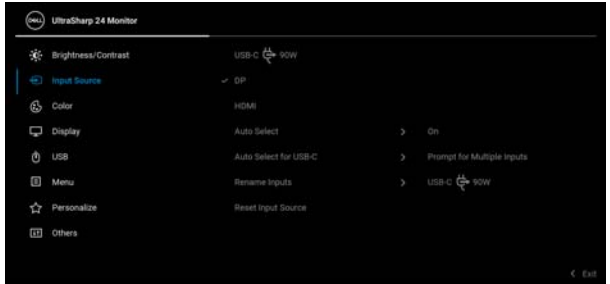 DELL UltraSharp 24 Monitor
Brightness/Contrast USB-C 90W
Input Source ✓ DP
Color HDMI
Display Auto Select > On
USB Auto Select for USB-C > Prompt for Multiple Inputs
Menu Rename Inputs > USB-C 90W
Personalize Reset Input Source
Others
< Exit